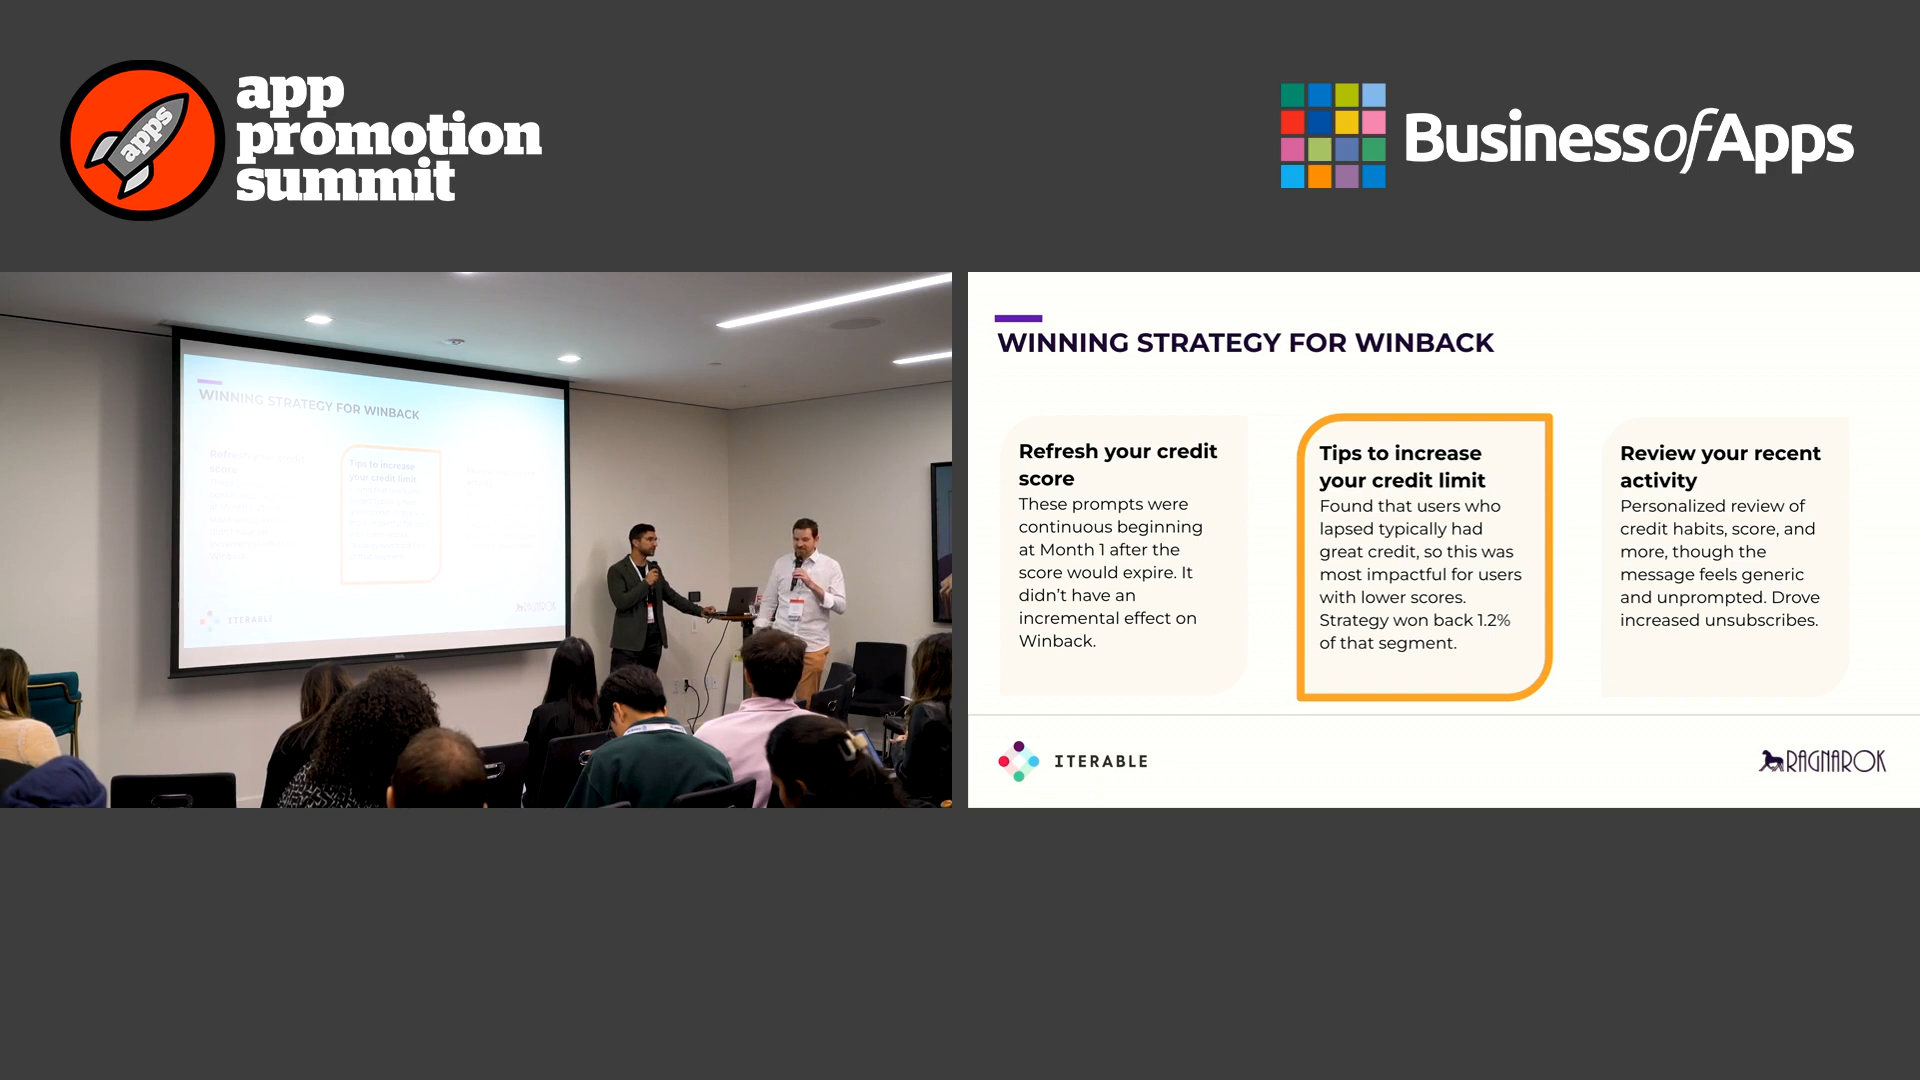 apps
app
promotion
summit
BusinessofApps
WINNING STRATEGY FOR WINBACK
Refresh your credit
score
Tips to increase
your credit limit
ITERABLE
WINNING STRATEGY FOR WINBACK
Refresh your credit
score
These prompts were
continuous beginning
at Month 1 after the
score would expire. It
didn't have an
incremental effect on
Winback.
Tips to increase
your credit limit
Found that users who
lapsed typically had
great credit, so this was
most impactful for users
with lower scores.
Strategy won back 1.2%
of that segment.
Review your recent
activity
Personalized review of
credit habits, score, and
more, though the
message feels generic
and unprompted. Drove
increased unsubscribes.
ITERABLE
RAGNAROK